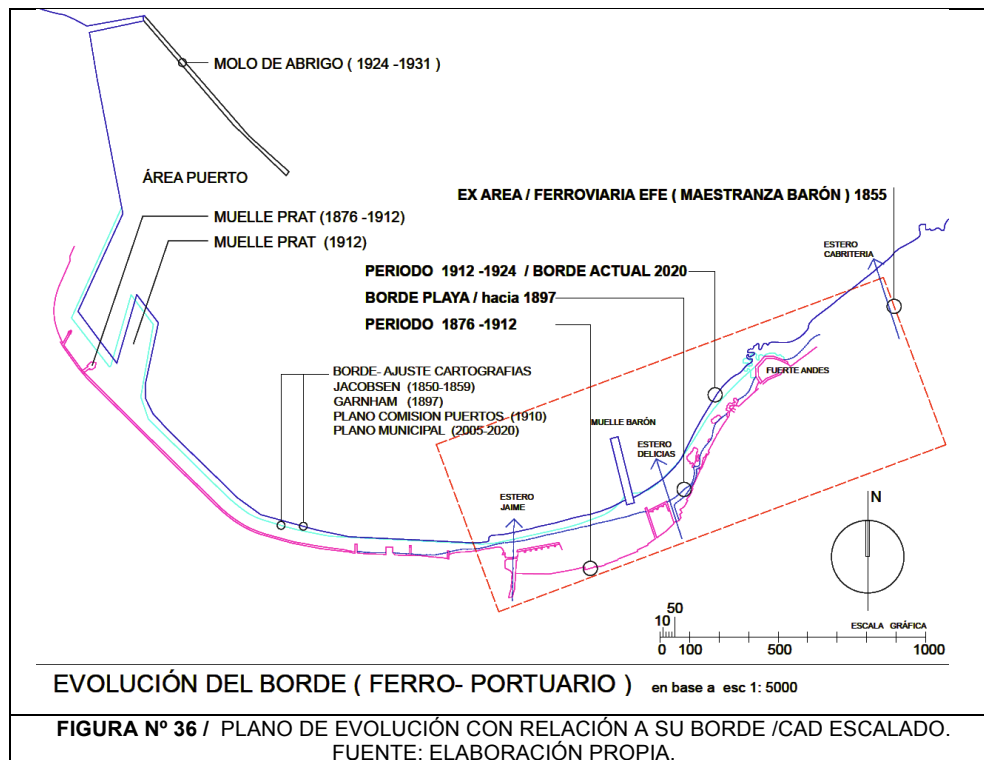 MOLO DE ABRIGO ( 1924 -1931 )
ÁREA PUERTO
EX AREA / FERROVIARIA EFE ( MAESTRANZA BARÓN ) 1855
MUELLE PRAT (1876 -1912)
MUELLE PRAT (1912)
ESTERO
CABRITERIA
PERIODO 1912 -1924 / BORDE ACTUAL 2020
BORDE PLAYA / hacia 1897
PERIODO 1876 -1912
BORDE- AJUSTE CARTOGRAFIAS
JACOBSEN (1850-1859)
GARNHAM (1897)
PLANO COMISION PUERTOS (1910)
PLANO MUNICIPAL (2005-2020)
FUERTE ANDES
MUELLE BARÓN
ESTERO
DELICIAS
ESTERO
JAIME
N
ESCALA GRÁFICA
10 50
0 100 500 1000
EVOLUCIÓN DEL BORDE ( FERRO- PORTUARIO ) en base a esc 1: 5000
FIGURA Nº 36 / PLANO DE EVOLUCIÓN CON RELACIÓN A SU BORDE /CAD ESCALADO.
FUENTE: ELABORACIÓN PROPIA.